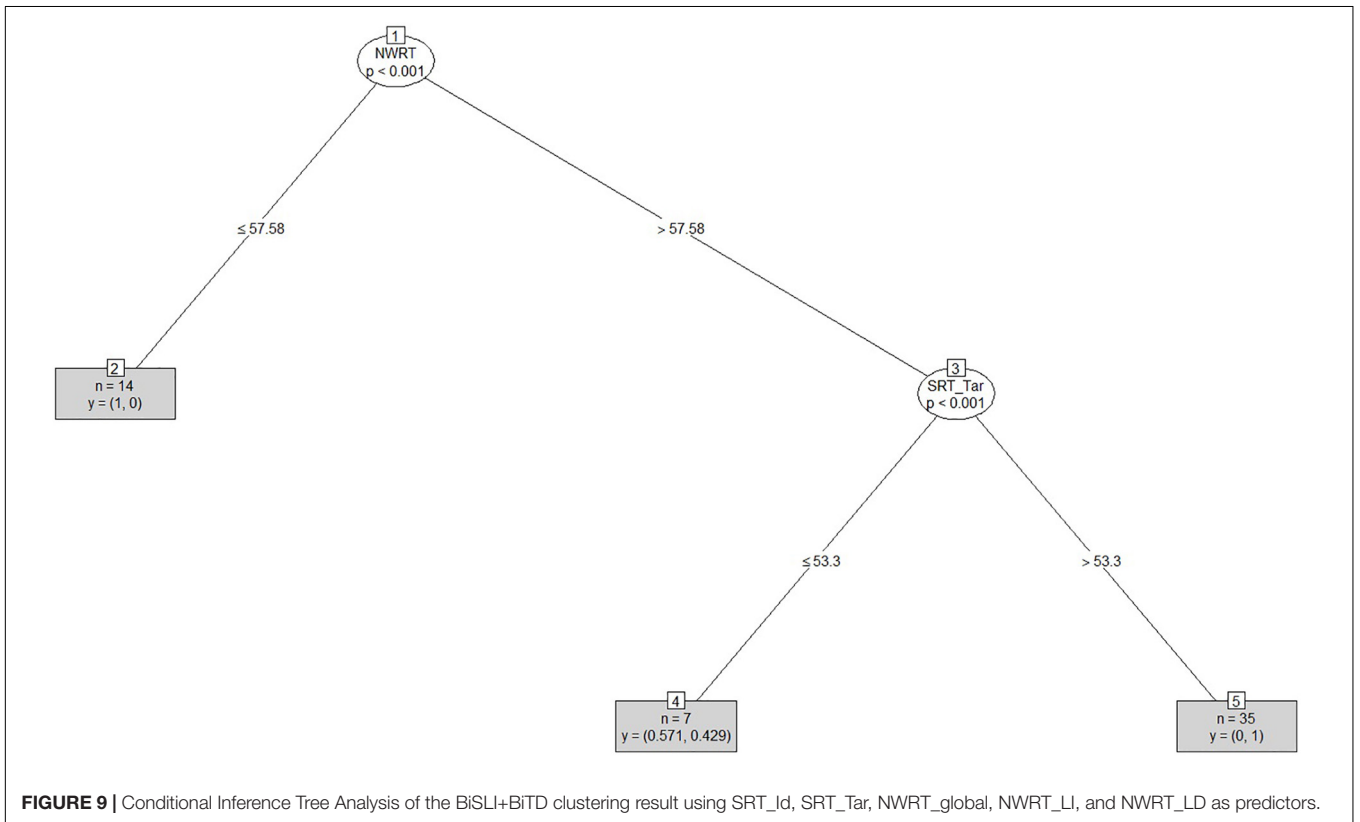 1
NWRT
p < 0.001
≤ 57.58
> 57.58
2
n = 14
y = (1, 0)
3
SRT_Tar
p < 0.001
≤ 53.3
> 53.3
4
n = 7
y = (0.571, 0.429)
5
n = 35
y = (0, 1)
FIGURE 9 | Conditional Inference Tree Analysis of the BiSLI+BiTD clustering result using SRT_Id, SRT_Tar, NWRT_global, NWRT_LI, and NWRT_LD as predictors.